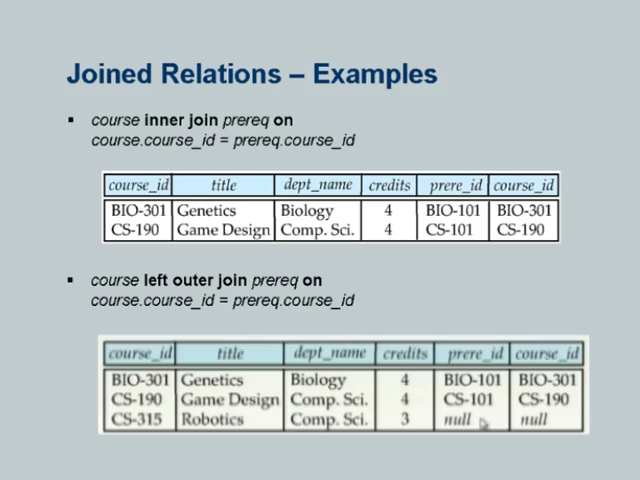 Joined Relations – Examples
▪ course inner join prereq on
course.course_id = prereq.course_id
course_id title dept_name credits prere_id course_id
BIO-301 Genetics Biology 4 BIO-101 BIO-301
CS-190 Game Design Comp. Sci. 4 CS-101 CS-190
▪ course left outer join prereq on
course.course_id = prereq.course_id
course_id title dept_name credits prere_id course_id
BIO-301 Genetics Biology 4 BIO-101 BIO-301
CS-190 Game Design Comp. Sci. 4 CS-101 CS-190
CS-315 Robotics Comp. Sci. 3 null null